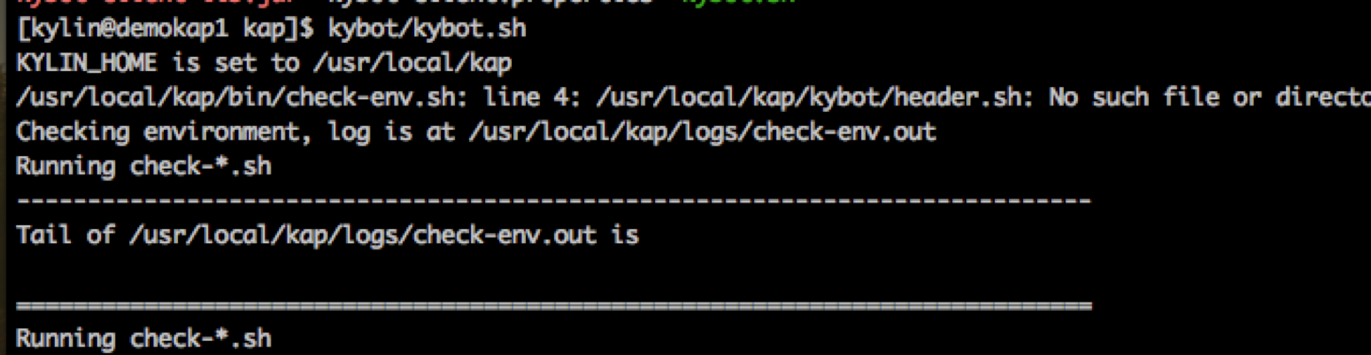 [kylin@demokap1 kap]$ kybot/kybot.sh
KYLIN_HOME is set to /usr/local/kap
/usr/local/kap/bin/check-env.sh: line 4: /usr/local/kap/kybot/header.sh: No such file or directo
Checking environment, log is at /usr/local/kap/logs/check-env.out
Running check-*.sh
----------------------------------------------------------------------------
Tail of /usr/local/kap/logs/check-env.out is
============================================================================
Running check-*.sh